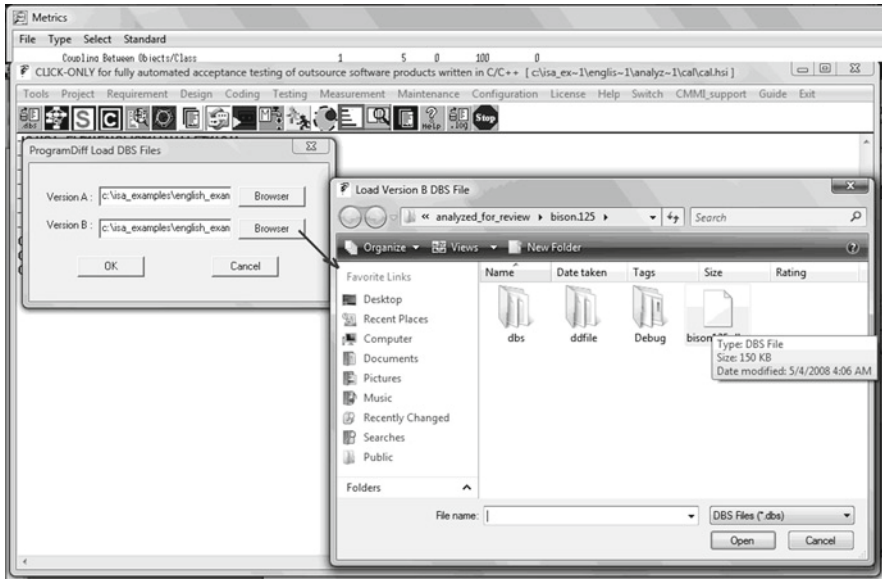 Metrics
File Type Select Standard
Coupling Between Objects/Class 1 5 0 100 0
CLICK-ONLY for fully automated acceptance testing of outsource software products written in C/C++ [ c:\isa_ex~1\englis~1\analyz~1\cal\cal.hsi ]
Tools Project Requirement Design Coding Testing Measurement Maintenance Configuration License Help Switch CMMI_support Guide Exit
dbs S C Help .log Stop
ProgramDiff Load DBS Files
Version A : c:\isa_examples\english_exan Browser
Version B : c:\isa_examples\english_exan Browser
OK Cancel
Load Version B DBS File
« analyzed_for_review bison.125 Search
Organize Views New Folder
Favorite Links
Desktop
Recent Places
Computer
Documents
Pictures
Music
Recently Changed
Searches
Public
Folders
Name Date taken Tags Size Rating
dbs ddfile Debug
Type: DBS File
Size: 150 KB
Date modified: 5/4/2008 4:06 AM
File name: DBS Files (*.dbs)
Open Cancel